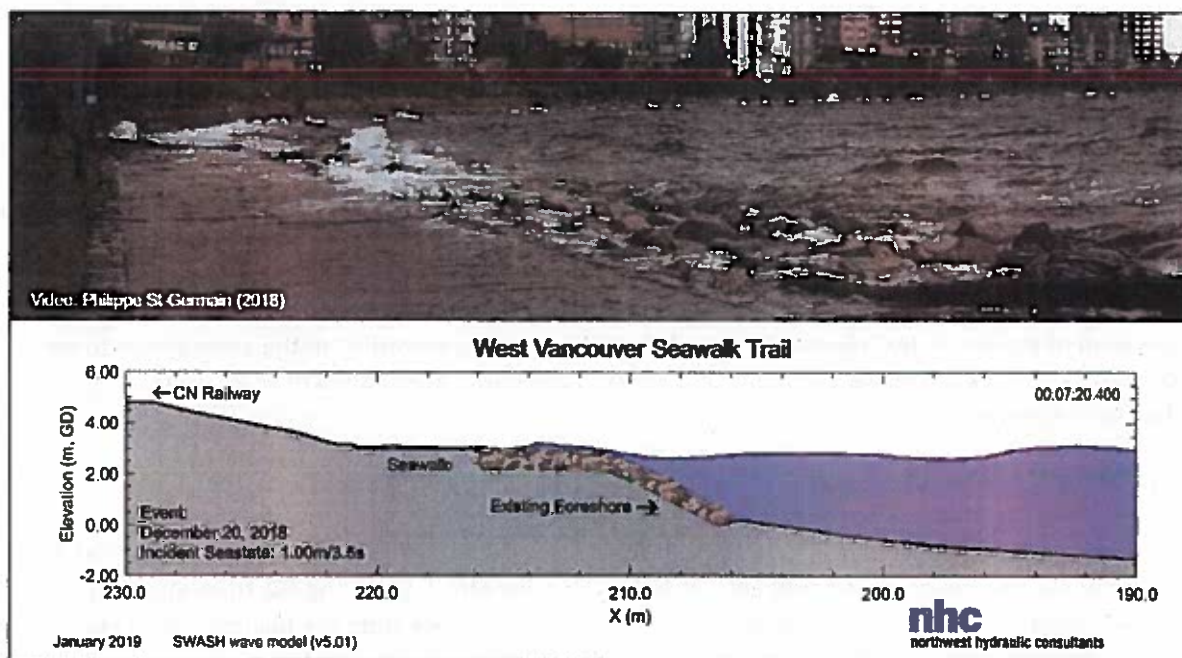 Video: Philippe St-Germain (2018)
West Vancouver Seawalk Trail
6.00
4.00
2.00
0.00
-2.00
Elevation (m, GD)
←CN Railway
00:07:20.400
Seawalk
Existing Foreshore →
Event:
December 20, 2018
Incident Seastate: 1.00m/3.5s
230.0 220.0 210.0 200.0 190.0
X (m)
January 2019 SWASH wave model (v5.01)
nhc
northwest hydraulic consultants